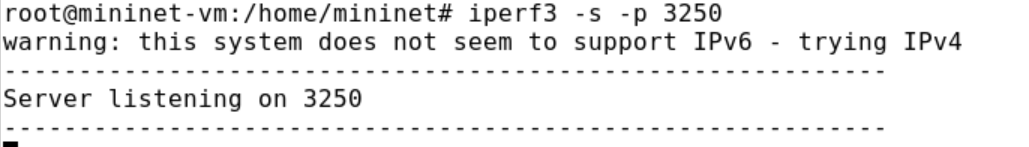 root@mininet-vm:/home/mininet# iperf3 -s -p 3250
warning: this system does not seem to support IPv6 - trying IPv4
-----------------------------------------------------------
Server listening on 3250
-----------------------------------------------------------